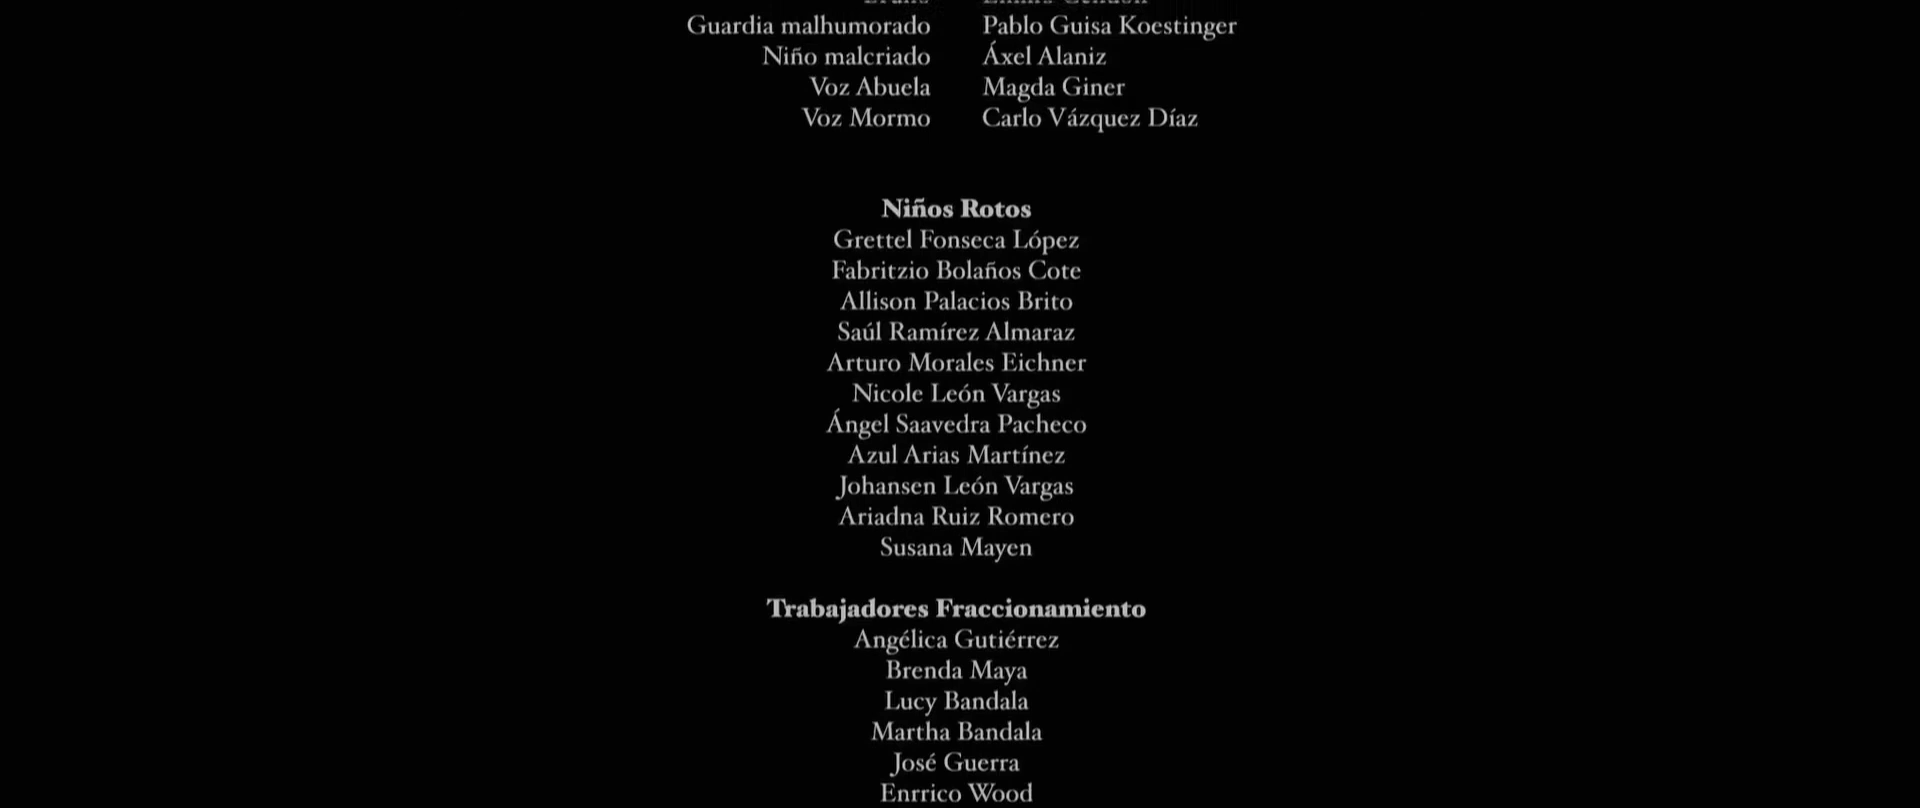 Guardia malhumorado Pablo Guisa Koestinger
Niño malcriado Áxel Alaniz
Voz Abuela Magda Giner
Voz Mormo Carlo Vázquez Díaz
Niños Rotos
Grettel Fonseca López
Fabritzio Bolaños Cote
Allison Palacios Brito
Saúl Ramírez Almaraz
Arturo Morales Eichner
Nicole León Vargas
Ángel Saavedra Pacheco
Azul Arias Martínez
Johansen León Vargas
Ariadna Ruiz Romero
Susana Mayen
Trabajadores Fraccionamiento
Angélica Gutiérrez
Brenda Maya
Lucy Bandala
Martha Bandala
José Guerra
Enrrico Wood